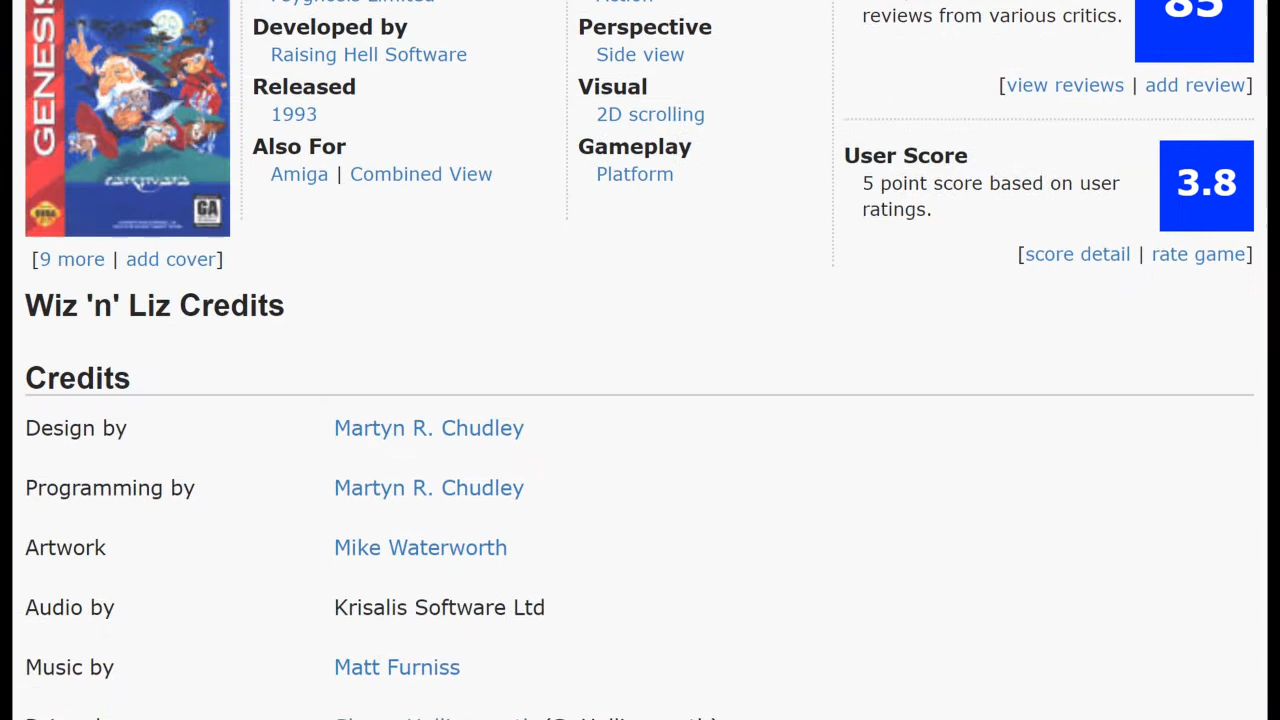 GENESIS
SEGA
GA
[9 more | add cover]
Developed by
Raising Hell Software
Released
1993
Also For
Amiga | Combined View
Perspective
Side view
Visual
2D scrolling
Gameplay
Platform
reviews from various critics.
85
[view reviews | add review]
User Score
5 point score based on user
ratings.
3.8
[score detail | rate game]
Wiz 'n' Liz Credits
Credits
Design by Martyn R. Chudley
Programming by Martyn R. Chudley
Artwork Mike Waterworth
Audio by Krisalis Software Ltd
Music by Matt Furniss